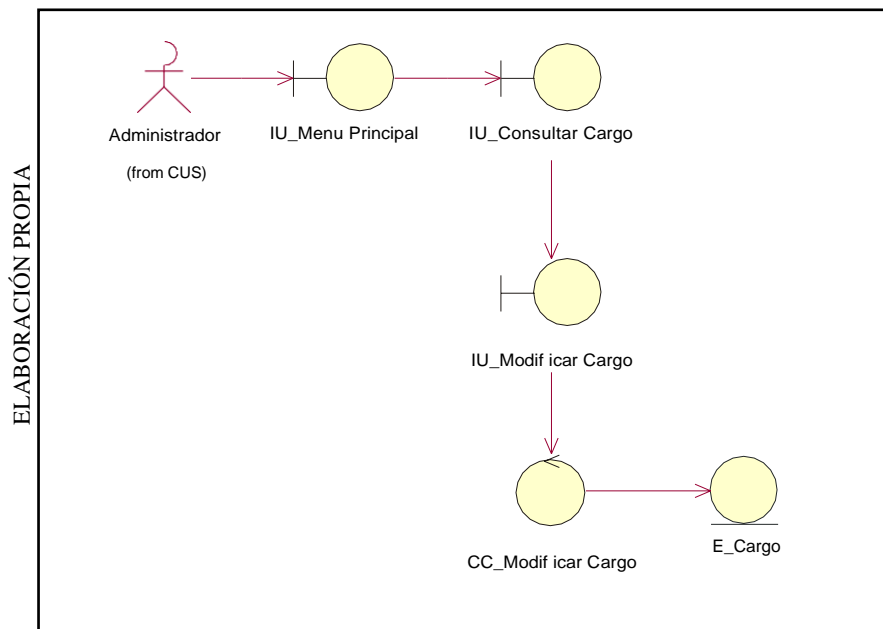 ELABORACIÓN PROPIA
Administrador
(from CUS)
IU_Menu Principal
IU_Consultar Cargo
IU_Modif icar Cargo
CC_Modif icar Cargo
E_Cargo